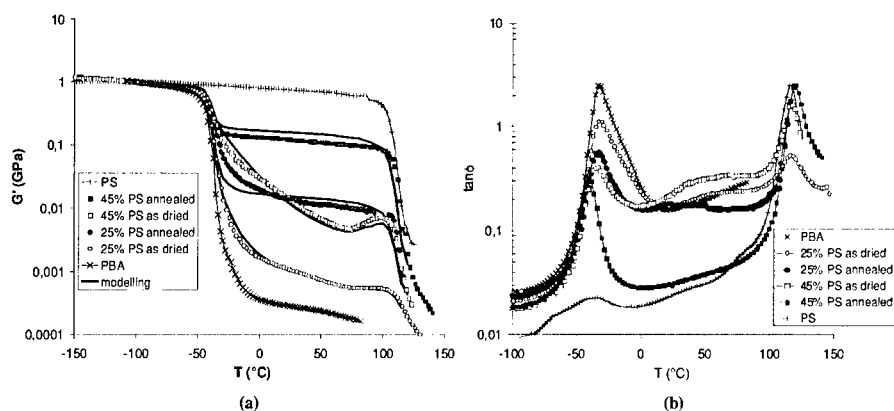 10
1
0,1
0,01
0,001
0,0001
G' (GPa)
PS
45% PS annealed
45% PS as dried
25% PS annealed
25% PS as dried
PBA
modelling
-150 -100 -50 0 50 100 150
T (°C)
(a)
10
1
0.1
0,01
tanδ
PBA
25% PS as dried
25% PS annealed
45% PS as dried
45% PS annealed
PS
-100 -50 0 50 100 150
T (°C)
(b)